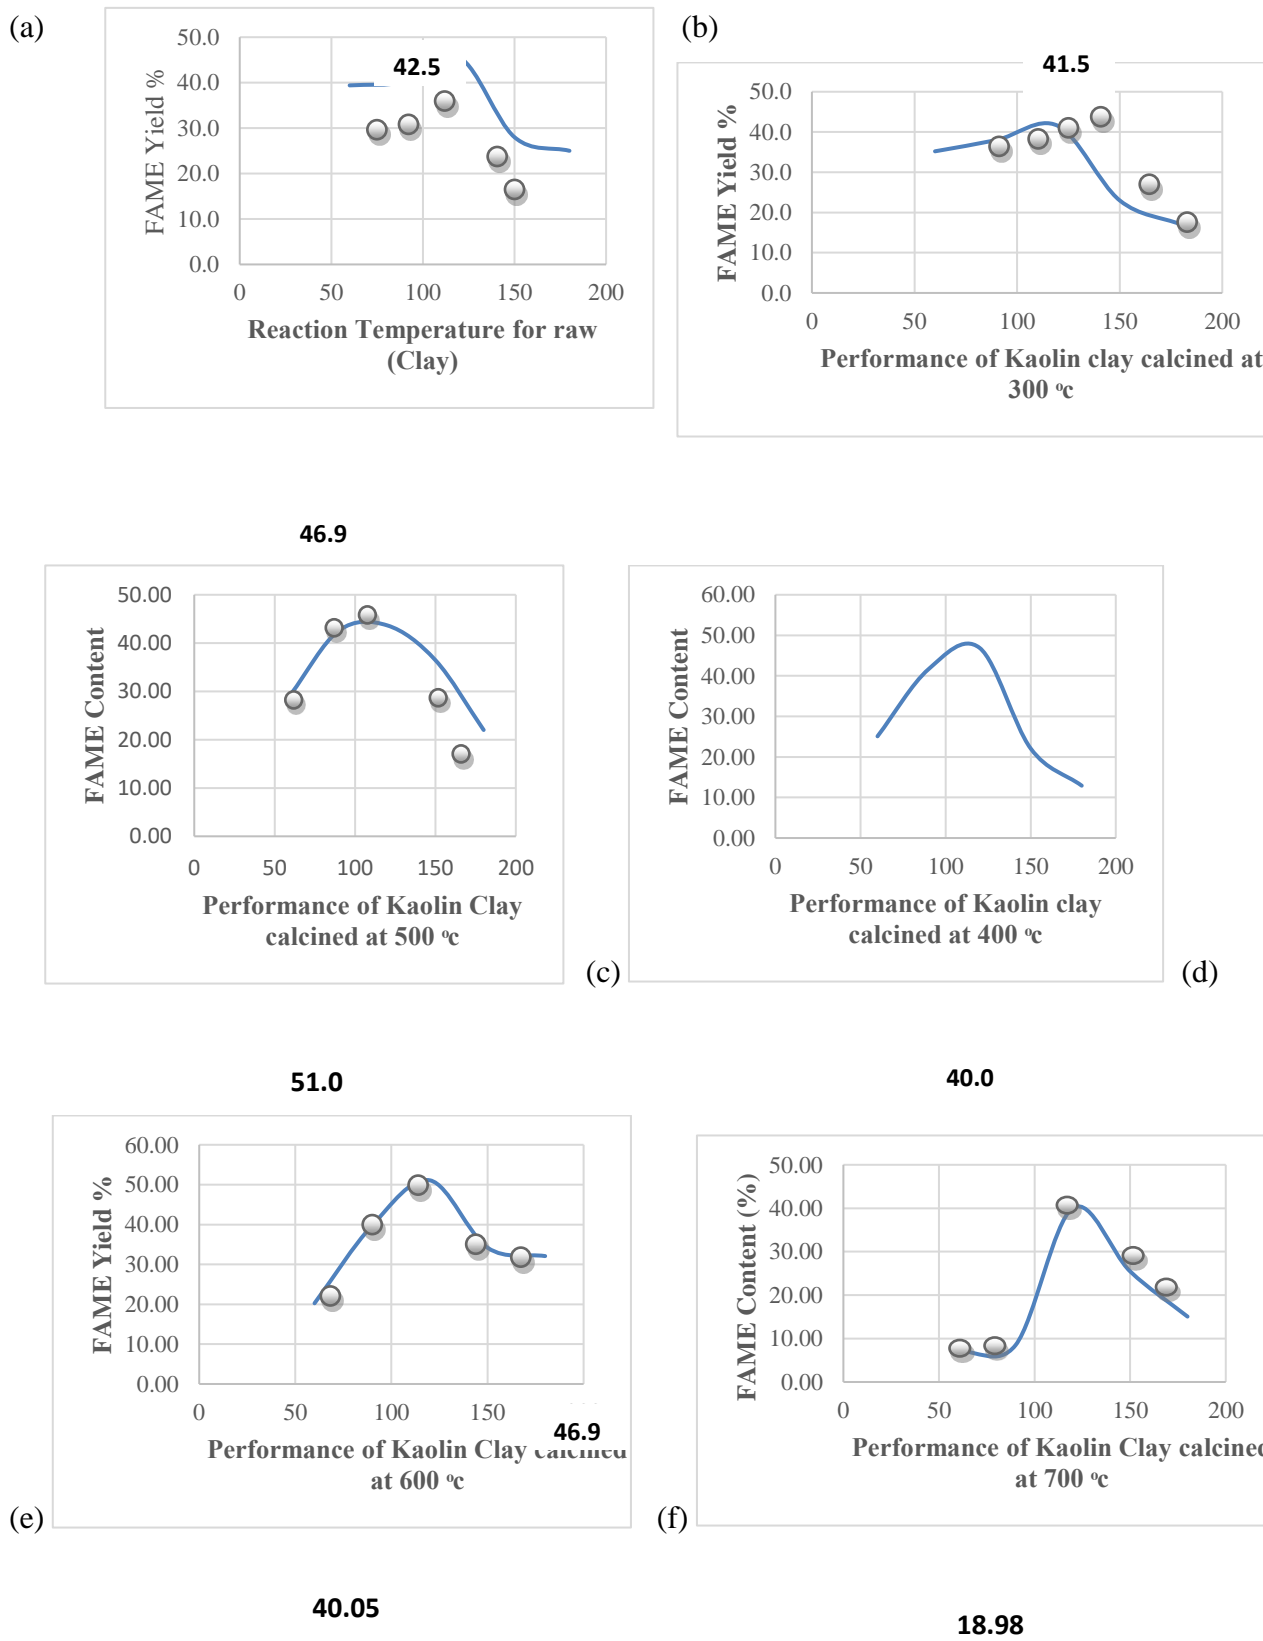 (a)
42.5
FAME Yield %
50.0
40.0
30.0
20.0
10.0
0.0
0 50 100 150 200
Reaction Temperature for raw
(Clay)
(b)
41.5
FAME Yield %
50.0
40.0
30.0
20.0
10.0
0.0
0 50 100 150 200
Performance of Kaolin clay calcined at
300 °c
46.9
FAME Content
50.00
40.00
30.00
20.00
10.00
0.00
0 50 100 150 200
Performance of Kaolin Clay
calcined at 500 °c
(c)
FAME Content
60.00
50.00
40.00
30.00
20.00
10.00
0.00
0 50 100 150 200
Performance of Kaolin clay
calcined at 400 °c
(d)
51.0
FAME Yield %
60.00
50.00
40.00
30.00
20.00
10.00
0.00
0 50 100 150
46.9
Performance of Kaolin Clay calcined
at 600 °c
(e)
40.0
FAME Content (%)
50.00
40.00
30.00
20.00
10.00
0.00
0 50 100 150 200
Performance of Kaolin Clay calcined
at 700 °c
(f)
40.05
18.98